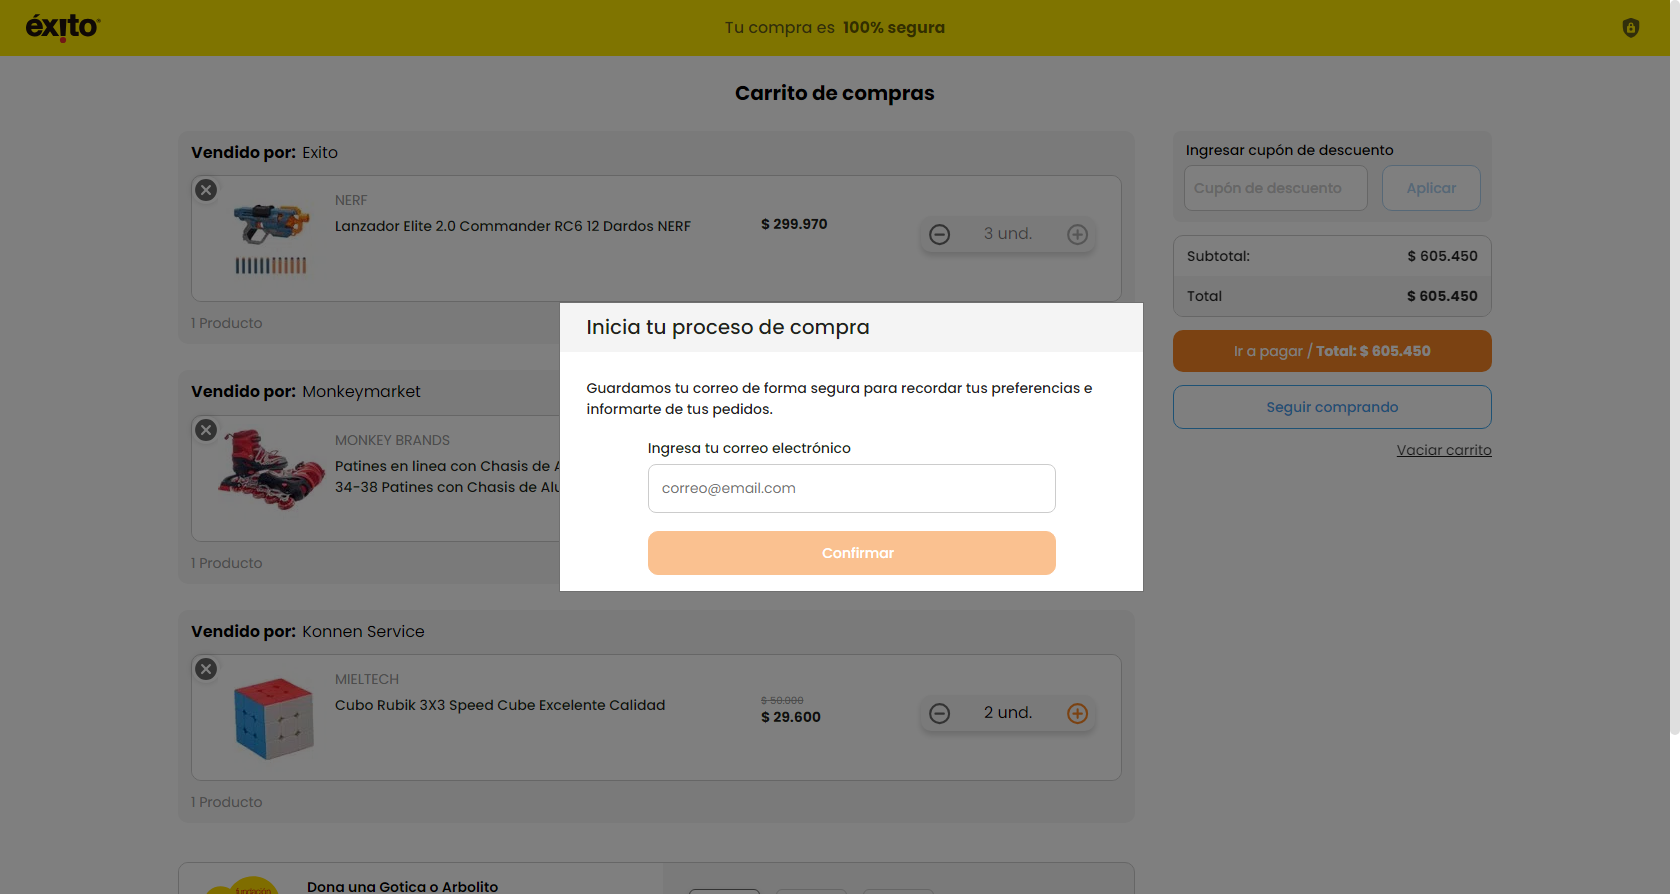 éxito
Tu compra es 100% segura
Carrito de compras
Vendido por: Exito
NERF
Lanzador Elite 2.0 Commander RC6 12 Dardos NERF
$ 299.970
3 und.
1 Producto
Vendido por: Monkeymarket
MONKEY BRANDS
Patines en linea con Chasis de A
34-38 Patines con Chasis de Alu
1 Producto
Vendido por: Konnen Service
MIELTECH
Cubo Rubik 3X3 Speed Cube Excelente Calidad
$ 50.000
$ 29.600
2 und.
1 Producto
fundación
Dona una Gotica o Arbolito
Ingresar cupón de descuento
Cupón de descuento
Aplicar
Subtotal: $ 605.450
Total $ 605.450
Ir a pagar / Total: $ 605.450
Seguir comprando
Vaciar carrito
Inicia tu proceso de compra
Guardamos tu correo de forma segura para recordar tus preferencias e
informarte de tus pedidos.
Ingresa tu correo electrónico
correo@email.com
Confirmar